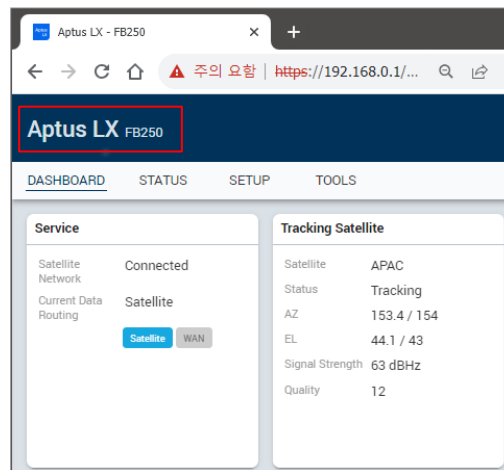 Aptus LX - FB250
주의 요함 | https://192.168.0.1/...
Aptus LX FB250
DASHBOARD STATUS SETUP TOOLS
Service
Satellite Network Connected
Current Data Routing Satellite
Satellite WAN
Tracking Satellite
Satellite APAC
Status Tracking
AZ 153.4 / 154
EL 44.1 / 43
Signal Strength 63 dBHz
Quality 12